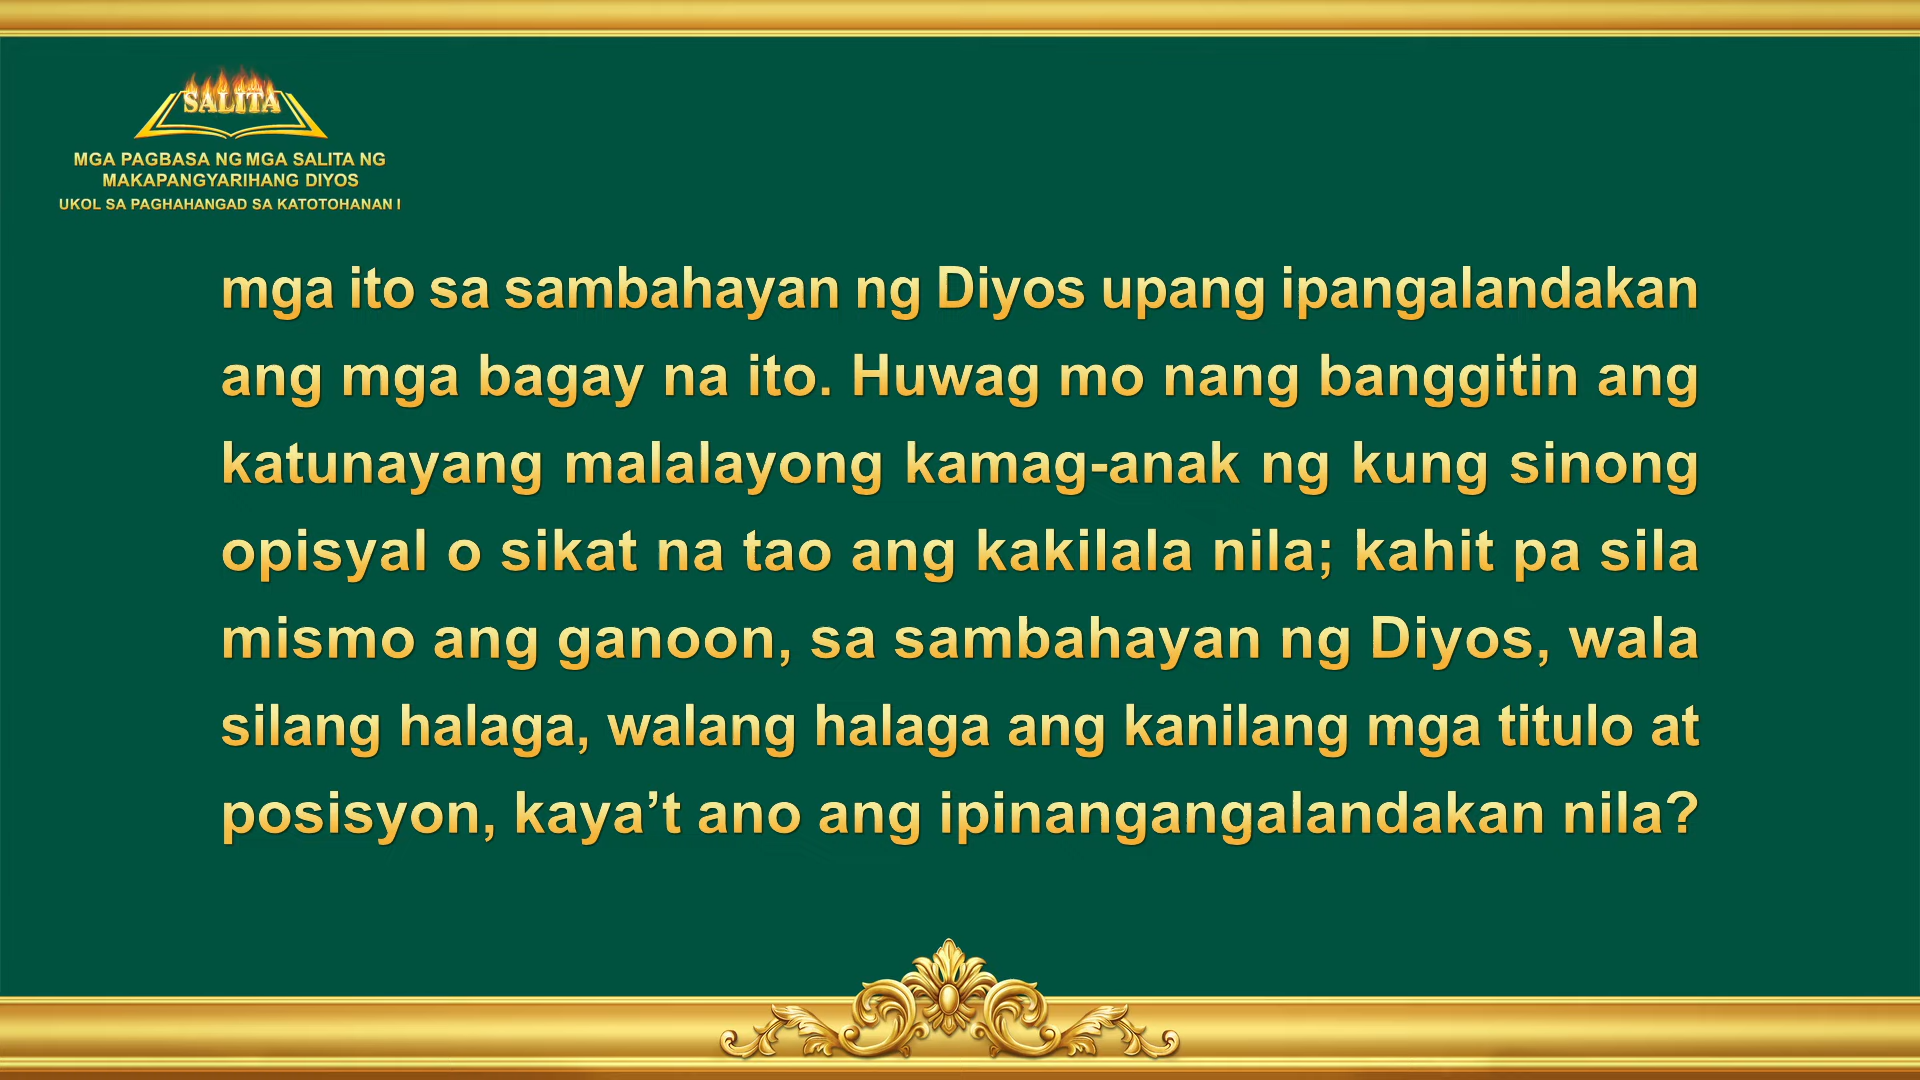 SALITA
MGA PAGBASA NG MGA SALITA NG
MAKAPANGYARIHANG DIYOS
UKOL SA PAGHAHANGAD SA KATOTOHANAN I
mga ito sa sambahayan ng Diyos upang ipangalandakan
ang mga bagay na ito. Huwag mo nang banggitin ang
katunayang malalayong kamag-anak ng kung sinong
opisyal o sikat na tao ang kakilala nila; kahit pa sila
mismo ang ganoon, sa sambahayan ng Diyos, wala
silang halaga, walang halaga ang kanilang mga titulo at
posisyon, kaya’t ano ang ipinangangalandakan nila?